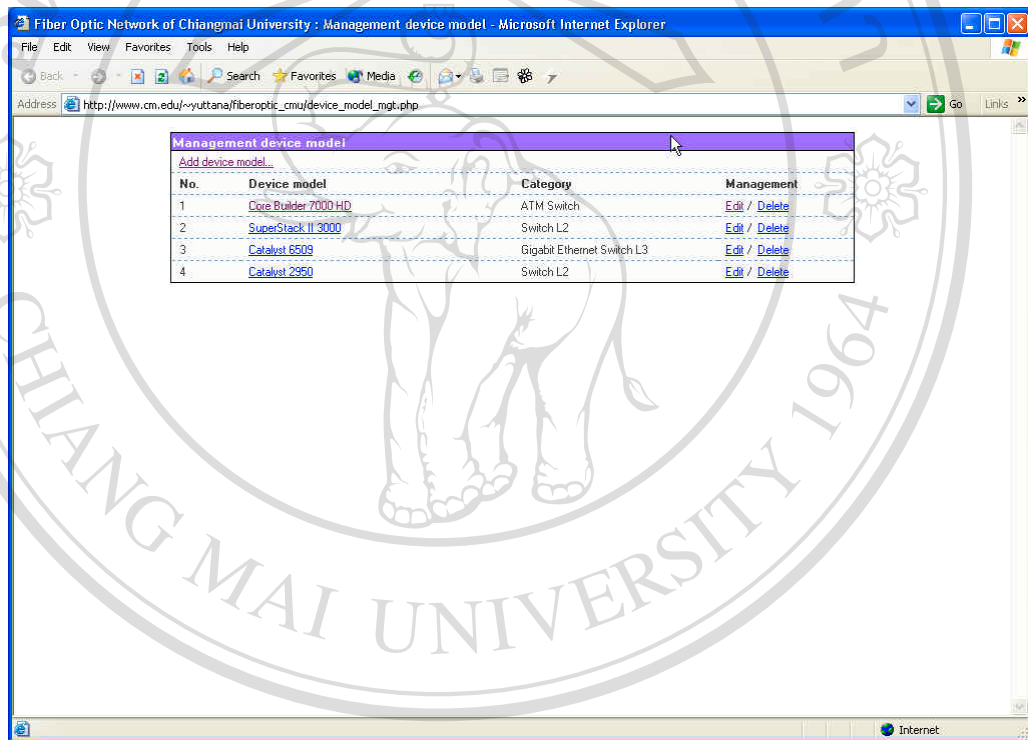 Fiber Optic Network of Chiangmai University : Management device model - Microsoft Internet Explorer
File Edit View Favorites Tools Help
Back Search Favorites Media
Address http://www.cm.edu/~yuttana/fiberoptic_cmu/device_model_mgt.php Go Links »
Management device model
Add device model...
No. Device model Category Management
1 Core Builder 7000 HD ATM Switch Edit / Delete
2 SuperStack II 3000 Switch L2 Edit / Delete
3 Catalyst 6509 Gigabit Ethernet Switch L3 Edit / Delete
4 Catalyst 2950 Switch L2 Edit / Delete
CHIANG MAI UNIVERSITY 1964
Internet